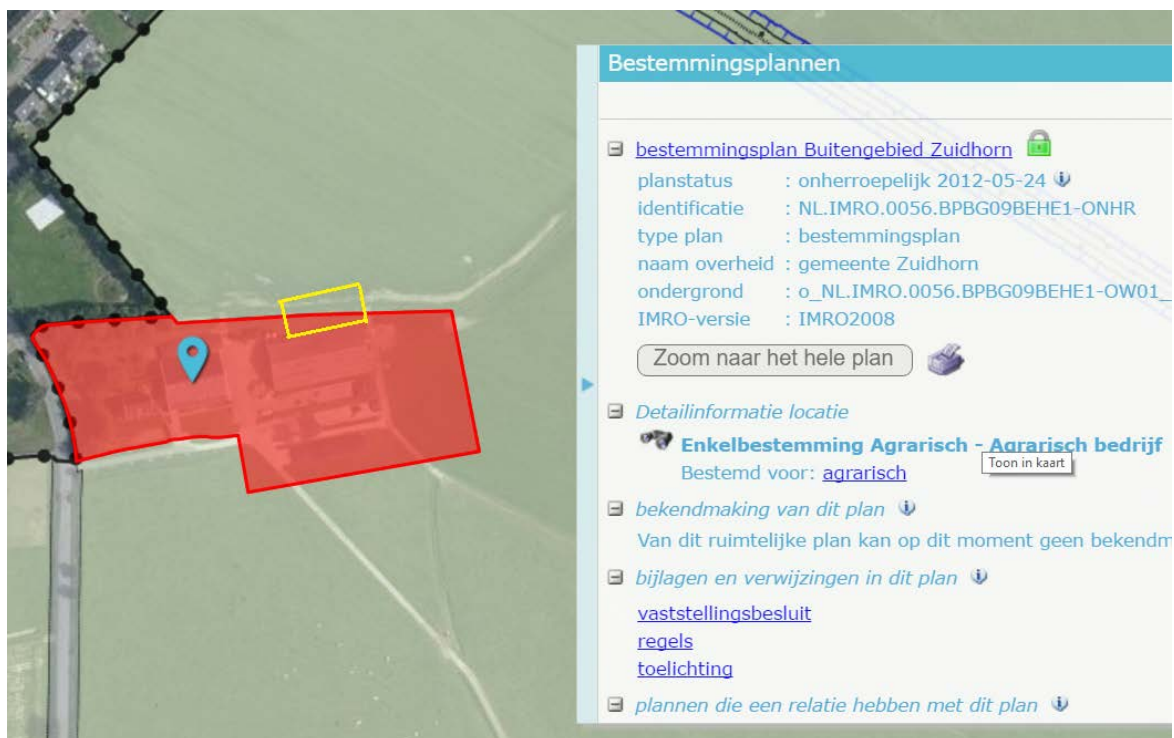 Bestemmingsplannen
bestemmingsplan Buitengebied Zuidhorn
planstatus : onherroepelijk 2012-05-24
identificatie : NL.IMRO.0056.BPBG09BEHE1-ONHR
type plan : bestemmingsplan
naam overheid : gemeente Zuidhorn
ondergrond : o_NL.IMRO.0056.BPBG09BEHE1-OW01_
IMRO-versie : IMRO2008
Zoom naar het hele plan
Detailinformatie locatie
Enkelbestemming Agrarisch - Agrarisch bedrijf
Toon in kaart
Bestemd voor: agrarisch
bekendmaking van dit plan
Van dit ruimtelijke plan kan op dit moment geen bekendm
bijlagen en verwijzingen in dit plan
vaststellingsbesluit
regels
toelichting
plannen die een relatie hebben met dit plan